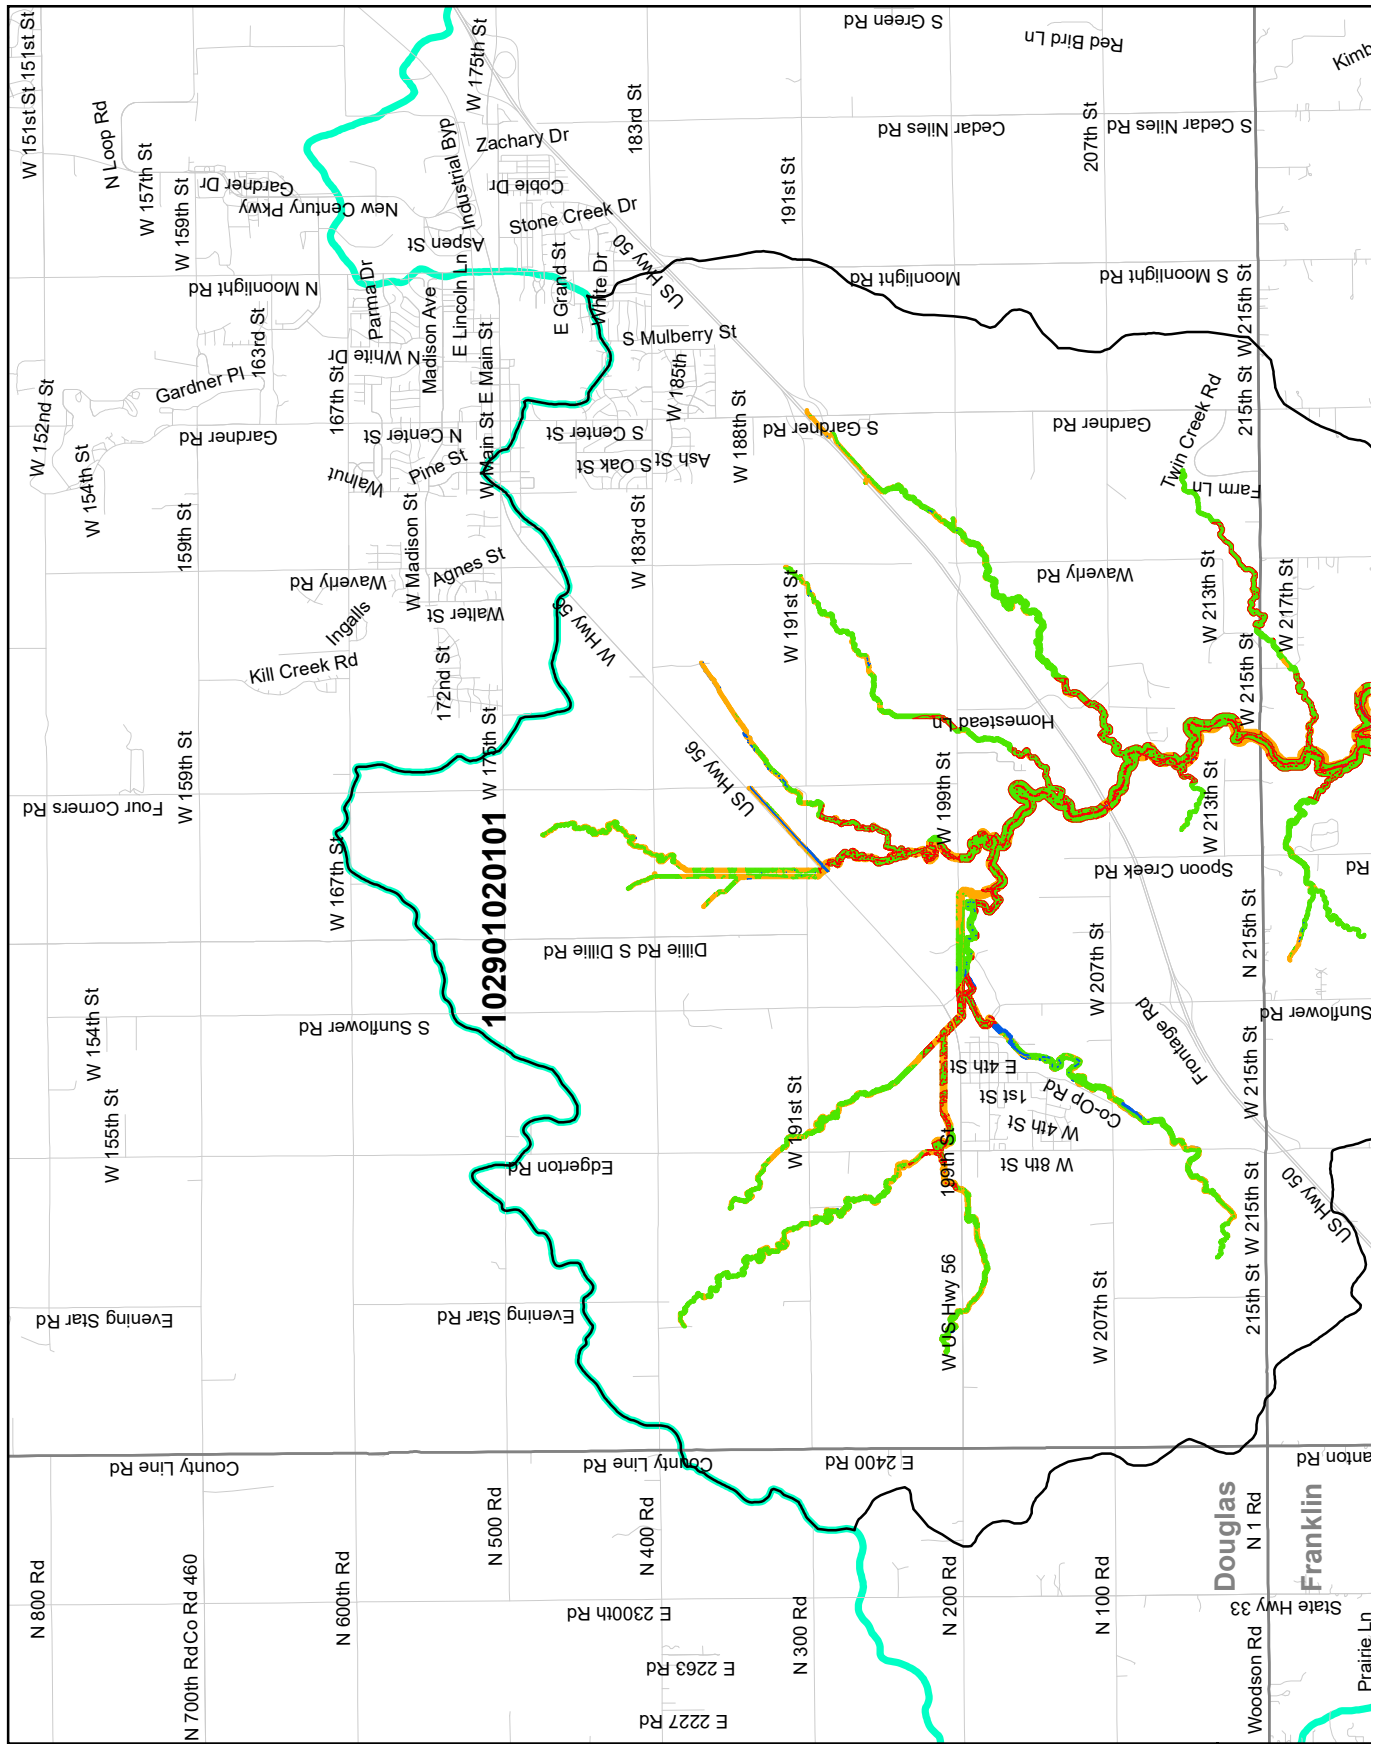 W 151st St 151st St
N Loop Rd
W 157th St
W 159th St
Gardner Dr
New Century Pkwy
Industrial Byp
W 175th St
Zachary Dr
Coble Dr
Stone Creek Dr
Aspen St
183rd St
191st St
S Green Rd
Red Bird Ln
Cedar Niles Rd
207th St
S Cedar Niles Rd
Kimb
N Moonlight Rd
Parma Dr
Madison Ave
E Lincoln Ln
E Grand St
White Dr
US Hwy 50
Moonlight Rd
S Moonlight Rd
W 215th St
215th St
163rd St
Gardner Pl
N White Dr
167th St
W Main St E Main St
S Mulberry St
W 185th
W 188th St
W 152nd St
W 154th St
Gardner Rd
N Center St
Walnut
Pine St
S Center St
S Oak St
Ash St
S Gardner Rd
Gardner Rd
Twin Creek Rd
Farm Ln
159th St
W Madison St
Agnes St
Waverly Rd
Walter St
Ingalls
Kill Creek Rd
172nd St
W 183rd St
W Hwy 56
W 191st St
Waverly Rd
W 213th St
W 217th St
W 215th St
Four Corners Rd
W 159th St
W 175th St
US Hwy 56
Homestead Ln
W 199th St
W 213th St
W 167th St
10290102010​1
Spoon Creek Rd
Rd
Dillie Rd S Dillie Rd
W 207th St
N 215th St
W 154th St
S Sunflower Rd
Sunflower Rd
Frontage Rd
W 155th St
W 191st St
E 4th St
1st St
Co-Op Rd
W 4th St
W 8th St
199th St
W 215th St
W 215th St
215th St
US Hwy 50
Edgerton Rd
Evening Star Rd
Evening Star Rd
W US Hwy 56
W 207th St
County Line Rd
County Line Rd
E 2400 Rd
anton Rd
N 500 Rd
N 400 Rd
N 800 Rd
N 700th Rd Co Rd 460
N 600th Rd
N 300 Rd
N 200 Rd
N 100 Rd
N 1 Rd
Douglas
Franklin
E 2300th Rd
E 2263 Rd
E 2227 Rd
State Hwy 33
Woodson Rd
Prairie Ln